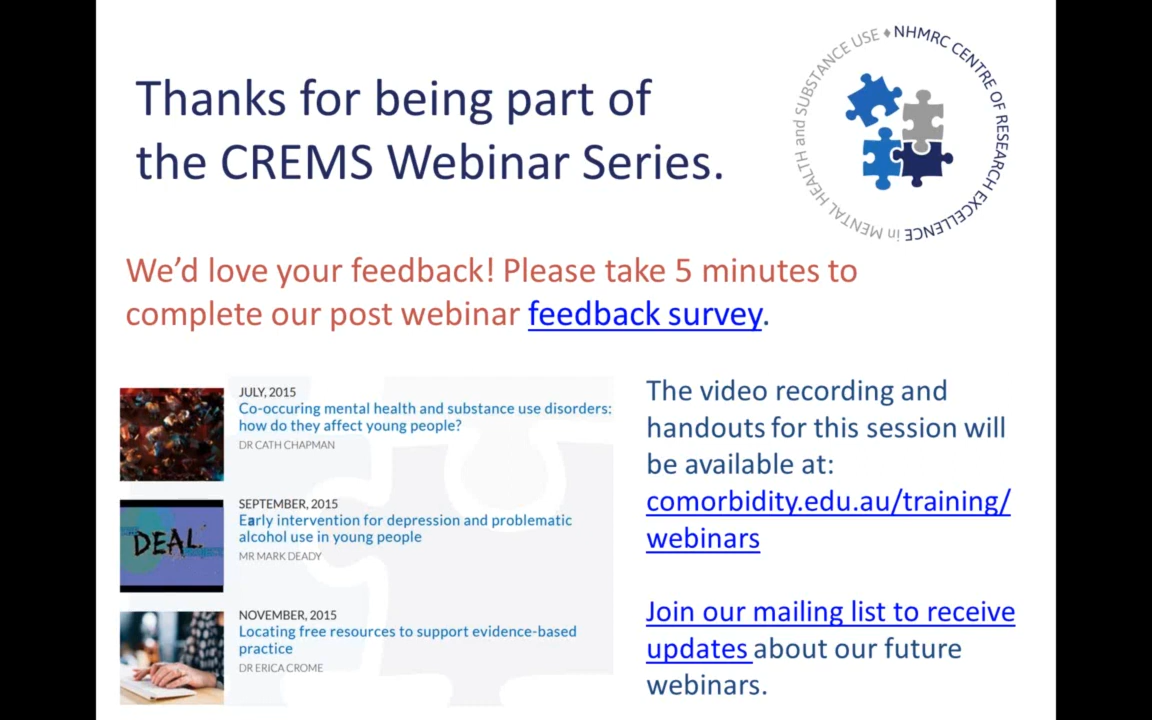 Thanks for being part of
the CREMS Webinar Series.
NHMRC CENTRE OF RESEARCH EXCELLENCE in MENTAL HEALTH and SUBSTANCE USE ♦
We'd love your feedback! Please take 5 minutes to
complete our post webinar feedback survey.
JULY, 2015
Co-occuring mental health and substance use disorders:
how do they affect young people?
DR CATH CHAPMAN
DEAL.
SEPTEMBER, 2015
Early intervention for depression and problematic
alcohol use in young people
MR MARK DEADY
NOVEMBER, 2015
Locating free resources to support evidence-based
practice
DR ERICA CROME
The video recording and
handouts for this session will
be available at:
comorbidity.edu.au/training/
webinars
Join our mailing list to receive
updates about our future
webinars.